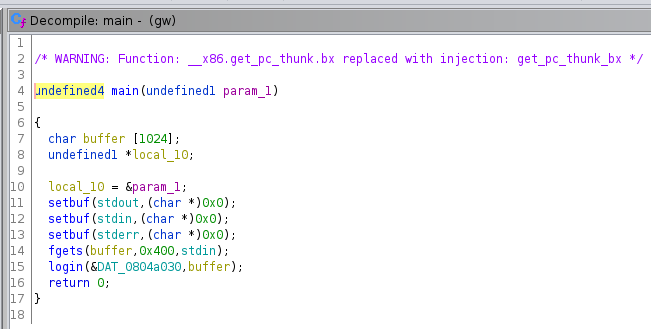 Decompile: main - (gw)
1
2 /* WARNING: Function: __x86.get_pc_thunk.bx replaced with injection: get_pc_thunk_bx */
3
4 undefined4 main(undefined1 param_1)
5
6 {
7 char buffer [1024];
8 undefined1 *local_10;
9
10 local_10 = &param_1;
11 setbuf(stdout,(char *)0x0);
12 setbuf(stdin,(char *)0x0);
13 setbuf(stderr,(char *)0x0);
14 fgets(buffer,0x400,stdin);
15 login(&DAT_0804a030,buffer);
16 return 0;
17 }
18